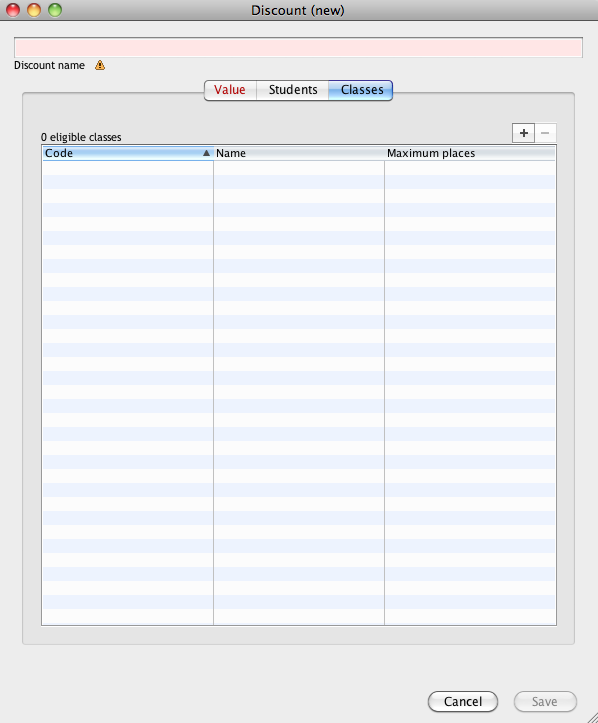 Discount (new)
Discount name
Value Students Classes
0 eligible classes
Code Name Maximum places
Cancel Save